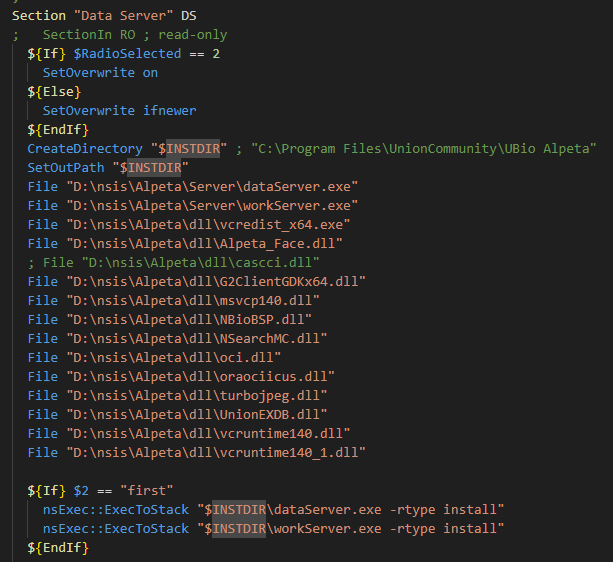 Section "Data Server" DS
;   SectionIn RO ; read-only
  ${If} $RadioSelected == 2
    SetOverwrite on
  ${Else}
    SetOverwrite ifnewer
  ${EndIf}
  CreateDirectory "$INSTDIR" ; "C:\Program Files\UnionCommunity\UBio Alpeta"
  SetOutPath "$INSTDIR"
  File "D:\nsis\Alpeta\Server\dataServer.exe"
  File "D:\nsis\Alpeta\Server\workServer.exe"
  File "D:\nsis\Alpeta\dll\vcredist_x64.exe"
  File "D:\nsis\Alpeta\dll\Alpeta_Face.dll"
  ; File "D:\nsis\Alpeta\dll\cascci.dll"
  File "D:\nsis\Alpeta\dll\G2ClientGDKx64.dll"
  File "D:\nsis\Alpeta\dll\msvcp140.dll"
  File "D:\nsis\Alpeta\dll\NBioBSP.dll"
  File "D:\nsis\Alpeta\dll\NSearchMC.dll"
  File "D:\nsis\Alpeta\dll\oci.dll"
  File "D:\nsis\Alpeta\dll\oraociicus.dll"
  File "D:\nsis\Alpeta\dll\turbojpeg.dll"
  File "D:\nsis\Alpeta\dll\UnionEXDB.dll"
  File "D:\nsis\Alpeta\dll\vcruntime140.dll"
  File "D:\nsis\Alpeta\dll\vcruntime140_1.dll"

  ${If} $2 == "first"
    nsExec::ExecToStack "$INSTDIR\dataServer.exe -rtype install"
    nsExec::ExecToStack "$INSTDIR\workServer.exe -rtype install"
  ${EndIf}